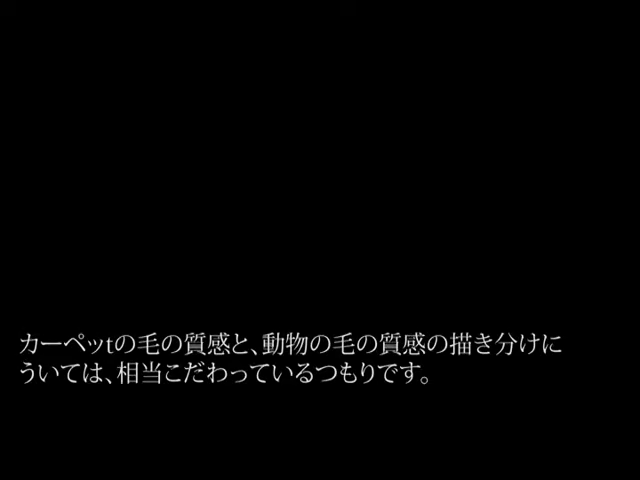 カーペッtの毛の質感と、動物の毛の質感の描き分けに
ういては、相当こだわっているつもりです。